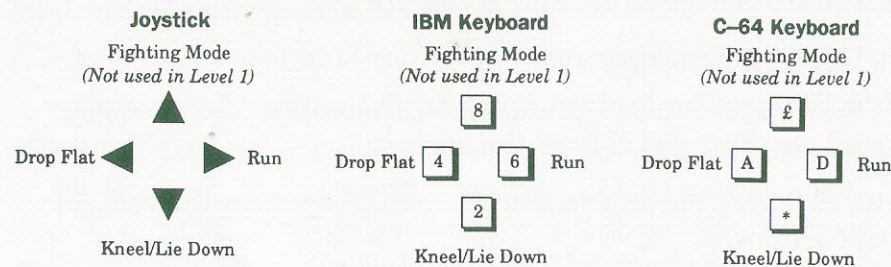 Joystick
Fighting Mode
(Not used in Level 1)
Drop Flat
Run
Kneel/Lie Down
IBM Keyboard
Fighting Mode
(Not used in Level 1)
8
Drop Flat 4 6 Run
2
Kneel/Lie Down
C–64 Keyboard
Fighting Mode
(Not used in Level 1)
£
Drop Flat A D Run
*
Kneel/Lie Down